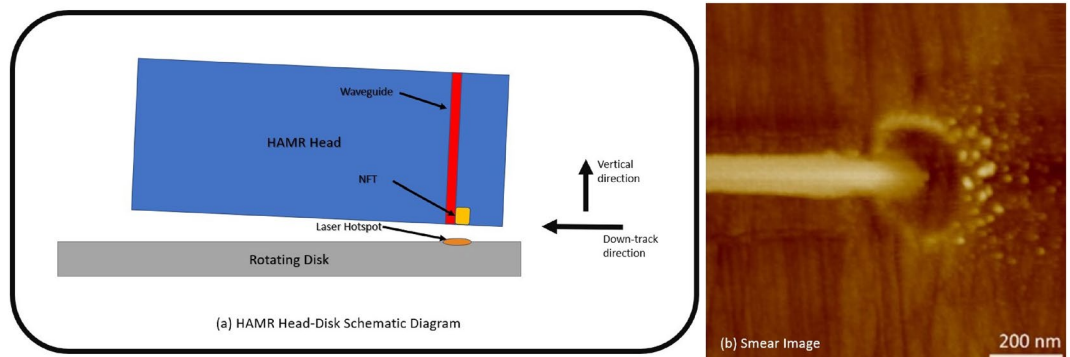 Waveguide
HAMR Head
NFT
Vertical
direction
Laser Hotspot
Down-track
direction
Rotating Disk
(a) HAMR Head-Disk Schematic Diagram
(b) Smear Image
200 nm